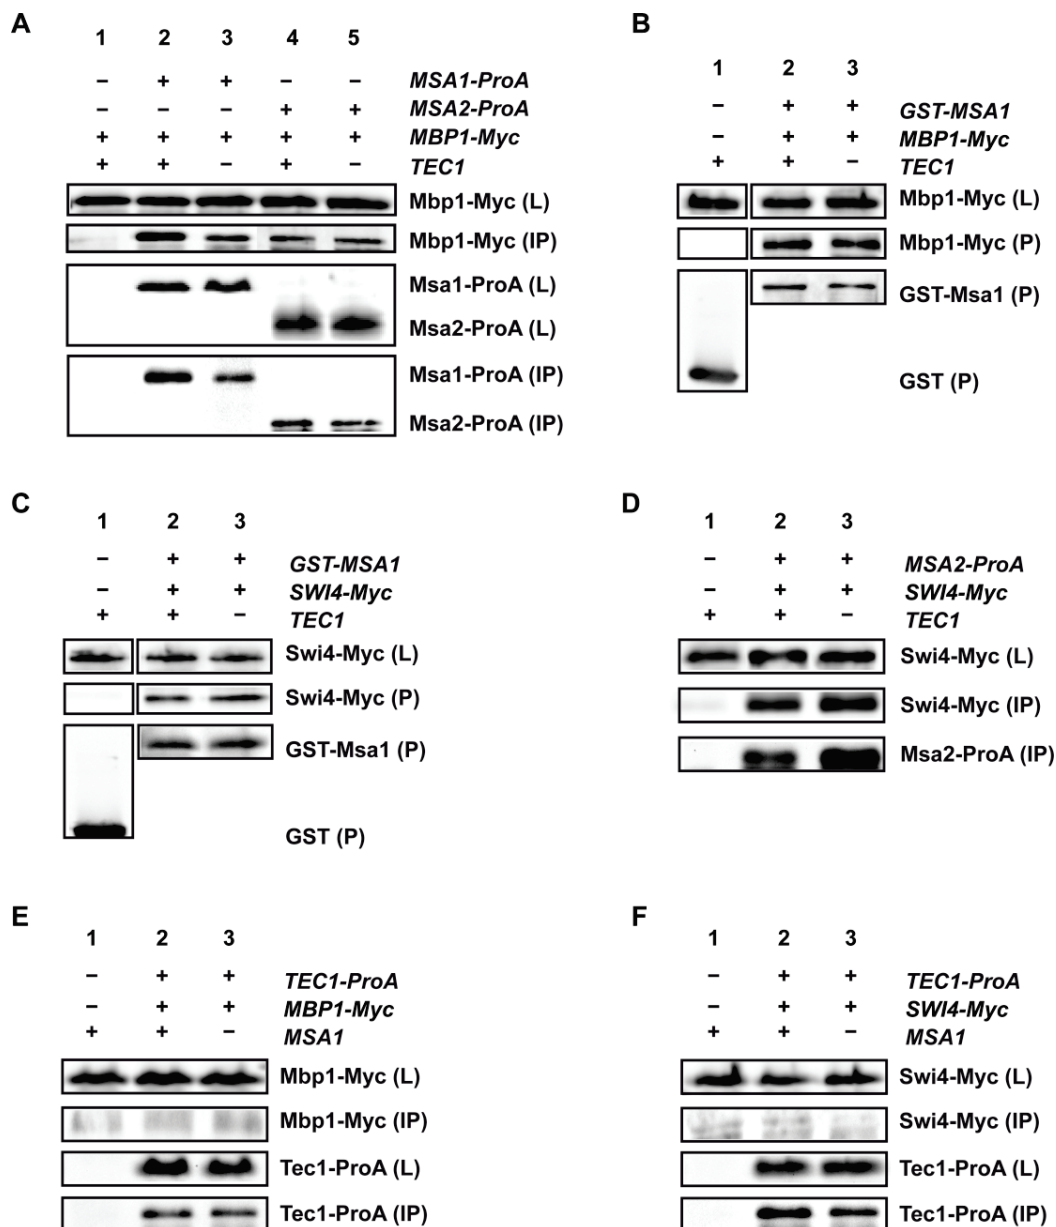 A
1 2 3 4 5
– + + – – MSA1-ProA
– – – + + MSA2-ProA
+ + + + + MBP1-Myc
+ + – + – TEC1
Mbp1-Myc (L)
Mbp1-Myc (IP)
Msa1-ProA (L)
Msa2-ProA (L)
Msa1-ProA (IP)
Msa2-ProA (IP)
B
1 2 3
– + + GST-MSA1
– + + MBP1-Myc
+ + – TEC1
Mbp1-Myc (L)
Mbp1-Myc (P)
GST-Msa1 (P)
GST (P)
C
1 2 3
– + + GST-MSA1
– + + SWI4-Myc
+ + – TEC1
Swi4-Myc (L)
Swi4-Myc (P)
GST-Msa1 (P)
GST (P)
D
1 2 3
– + + MSA2-ProA
– + + SWI4-Myc
+ + – TEC1
Swi4-Myc (L)
Swi4-Myc (IP)
Msa2-ProA (IP)
E
1 2 3
– + + TEC1-ProA
– + + MBP1-Myc
+ + – MSA1
Mbp1-Myc (L)
Mbp1-Myc (IP)
Tec1-ProA (L)
Tec1-ProA (IP)
F
1 2 3
– + + TEC1-ProA
– + + SWI4-Myc
+ + – MSA1
Swi4-Myc (L)
Swi4-Myc (IP)
Tec1-ProA (L)
Tec1-ProA (IP)